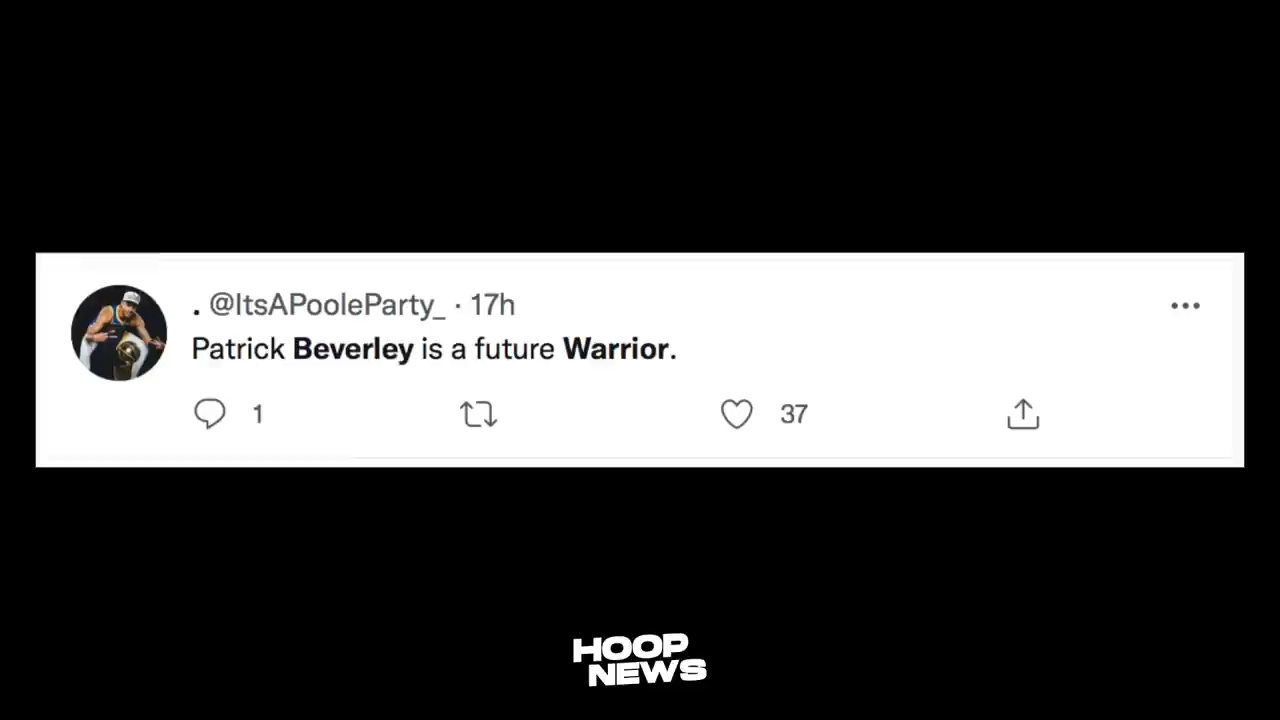 . @ItsAPooleParty_ · 17h
Patrick Beverley is a future Warrior.
1 37
HOOP
NEWS